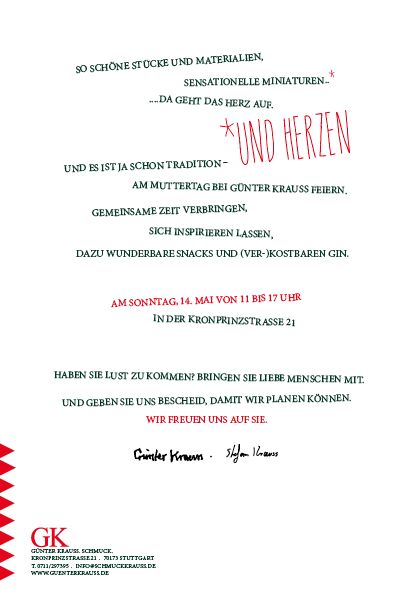 SO SCHÖNE STÜCKE UND MATERIALIEN,
SENSATIONELLE MINIATUREN..*
....DA GEHT DAS HERZ AUF.
*UND HERZEN
UND ES IST JA SCHON TRADITION –
AM MUTTERTAG BEI GÜNTER KRAUSS FEIERN.
GEMEINSAME ZEIT VERBRINGEN,
SICH INSPIRIEREN LASSEN,
DAZU WUNDERBARE SNACKS UND (VER-)KOSTBAREN GIN.
AM SONNTAG, 14. MAI VON 11 BIS 17 UHR
IN DER KRONPRINZSTRASSE 21
HABEN SIE LUST ZU KOMMEN? BRINGEN SIE LIEBE MENSCHEN MIT.
UND GEBEN SIE UNS BESCHEID, DAMIT WIR PLANEN KÖNNEN.
WIR FREUEN UNS AUF SIE.
Günter Krauss . Stefan Krauss
GK
GÜNTER KRAUSS. SCHMUCK.
KRONPRINZSTRASSE 21 . 70173 STUTTGART
T. 0711/297395 . INFO@SCHMUCKKRAUSS.DE
WWW.GUENTERKRAUSS.DE